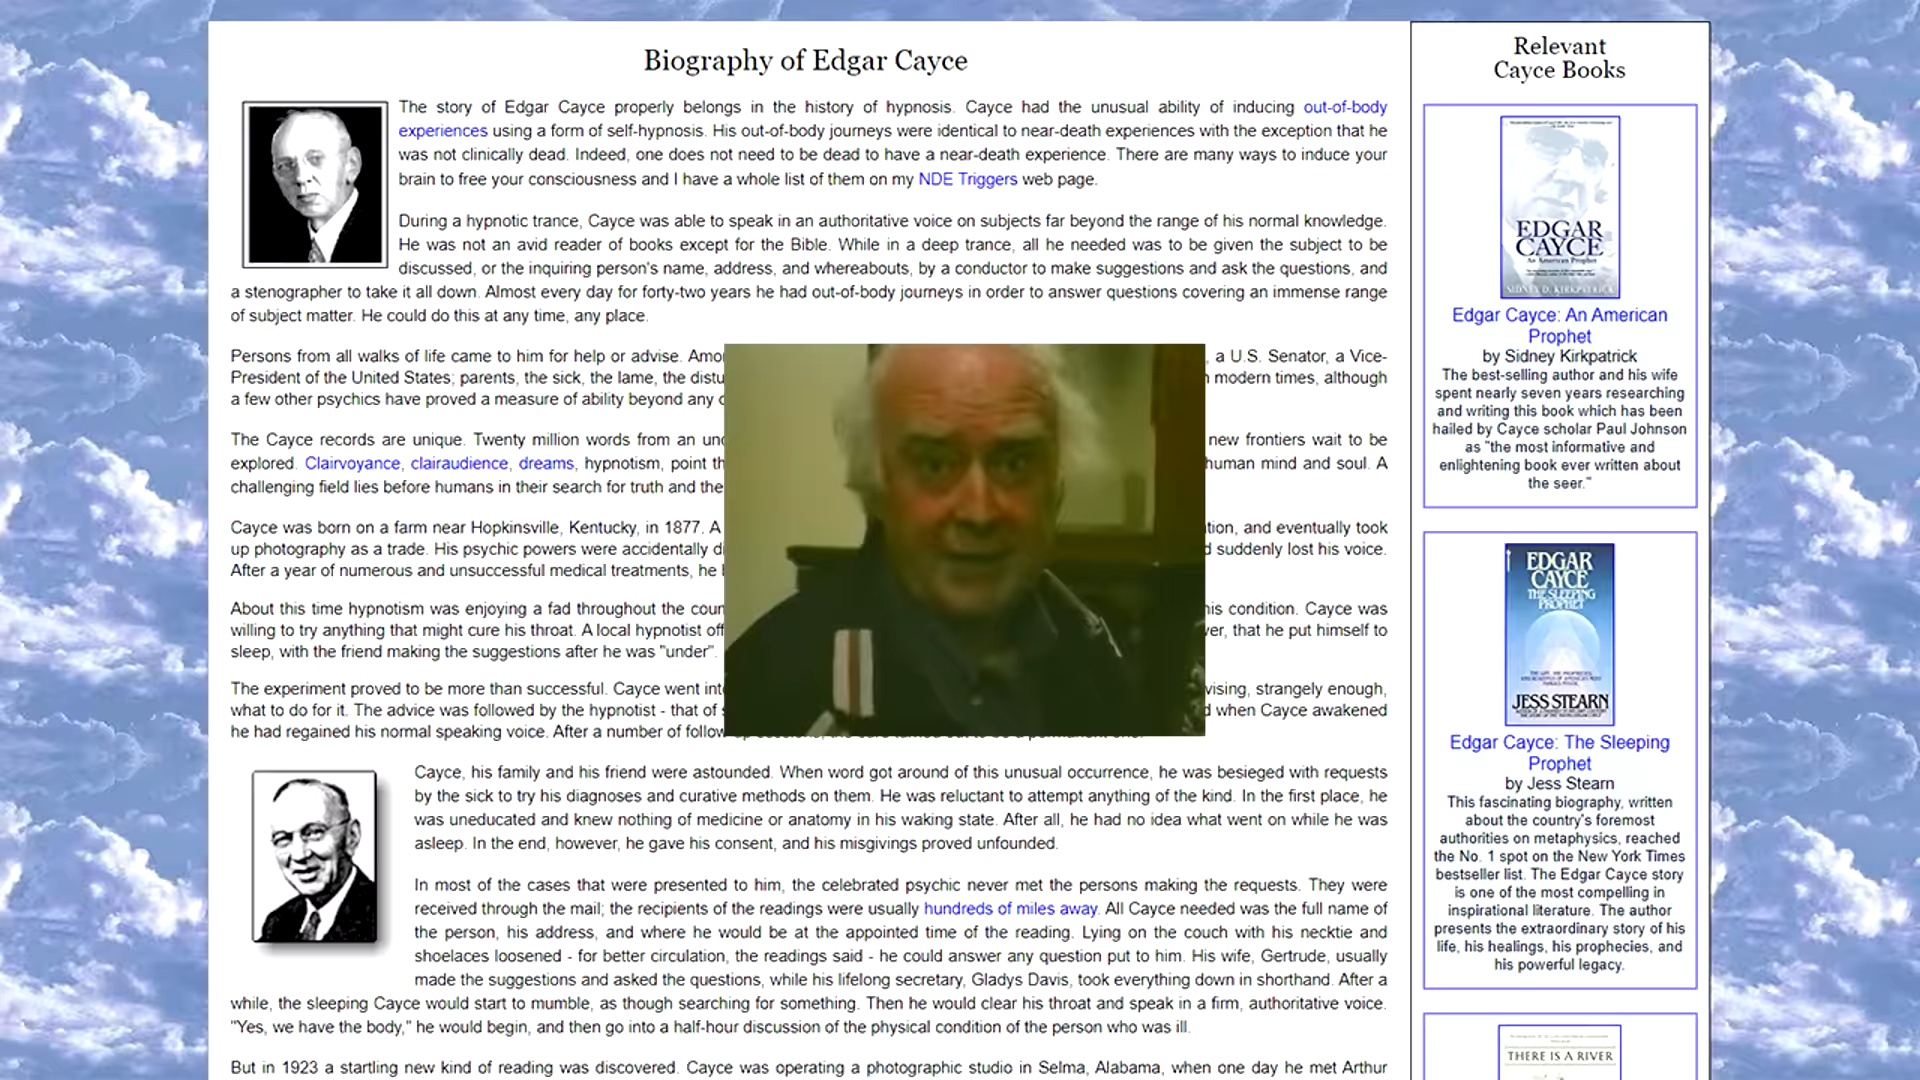 Biography of Edgar Cayce
The story of Edgar Cayce properly belongs in the history of hypnosis. Cayce had the unusual ability of inducing out-of-body
experiences using a form of self-hypnosis. His out-of-body journeys were identical to near-death experiences with the exception that he
was not clinically dead. Indeed, one does not need to be dead to have a near-death experience. There are many ways to induce your
brain to free your consciousness and I have a whole list of them on my NDE Triggers web page.
During a hypnotic trance, Cayce was able to speak in an authoritative voice on subjects far beyond the range of his normal knowledge.
He was not an avid reader of books except for the Bible. While in a deep trance, all he needed was to be given the subject to be
discussed, or the inquiring person's name, address, and whereabouts, by a conductor to make suggestions and ask the questions, and
a stenographer to take it all down. Almost every day for forty-two years he had out-of-body journeys in order to answer questions covering an immense range
of subject matter. He could do this at any time, any place.
Persons from all walks of life came to him for help or advise. , a U.S. Senator, a Vice-
President of the United States; parents, the sick, the lame, the modern times, although
a few other psychics have proved a measure of ability beyond any
The Cayce records are unique. Twenty million words from an new frontiers wait to be
explored. Clairvoyance, clairaudience, dreams, hypnotism, point human mind and soul. A
challenging field lies before humans in their search for truth and the
Cayce was born on a farm near Hopkinsville, Kentucky, in 1877. A and eventually took
up photography as a trade. His psychic powers were accidentally suddenly lost his voice.
After a year of numerous and unsuccessful medical treatments, he
About this time hypnotism was enjoying a fad throughout the condition. Cayce was
willing to try anything that might cure his throat. A local hypnotist that he put himself to
sleep, with the friend making the suggestions after he was "under".
The experiment proved to be more than successful. Cayce went strangely enough,
what to do for it. The advice was followed by the hypnotist - that of when Cayce awakened
he had regained his normal speaking voice. After a number of
Cayce, his family and his friend were astounded. When word got around of this unusual occurrence, he was besieged with requests
by the sick to try his diagnoses and curative methods on them. He was reluctant to attempt anything of the kind. In the first place, he
was uneducated and knew nothing of medicine or anatomy in his waking state. After all, he had no idea what went on while he was
asleep. In the end, however, he gave his consent, and his misgivings proved unfounded.
In most of the cases that were presented to him, the celebrated psychic never met the persons making the requests. They were
received through the mail; the recipients of the readings were usually hundreds of miles away. All Cayce needed was the full name of
the person, his address, and where he would be at the appointed time of the reading. Lying on the couch with his necktie and
shoelaces loosened - for better circulation, the readings said - he could answer any question put to him. His wife, Gertrude, usually
made the suggestions and asked the questions, while his lifelong secretary, Gladys Davis, took everything down in shorthand. After a
while, the sleeping Cayce would start to mumble, as though searching for something. Then he would clear his throat and speak in a firm, authoritative voice.
"Yes, we have the body," he would begin, and then go into a half-hour discussion of the physical condition of the person who was ill.
But in 1923 a startling new kind of reading was discovered. Cayce was operating a photographic studio in Selma, Alabama, when one day he met Arthur
Relevant
Cayce Books
EDGAR
CAYCE
An American Prophet
SIDNEY D. KIRKPATRICK
Edgar Cayce: An American
Prophet
by Sidney Kirkpatrick
The best-selling author and his wife
spent nearly seven years researching
and writing this book which has been
hailed by Cayce scholar Paul Johnson
as "the most informative and
enlightening book ever written about
the seer."
EDGAR
CAYCE
THE SLEEPING
PROPHET
JESS STEARN
Edgar Cayce: The Sleeping
Prophet
by Jess Stearn
This fascinating biography, written
about the country's foremost
authorities on metaphysics, reached
the No. 1 spot on the New York Times
bestseller list. The Edgar Cayce story
is one of the most compelling in
inspirational literature. The author
presents the extraordinary story of his
life, his healings, his prophecies, and
his powerful legacy.
THERE IS A RIVER